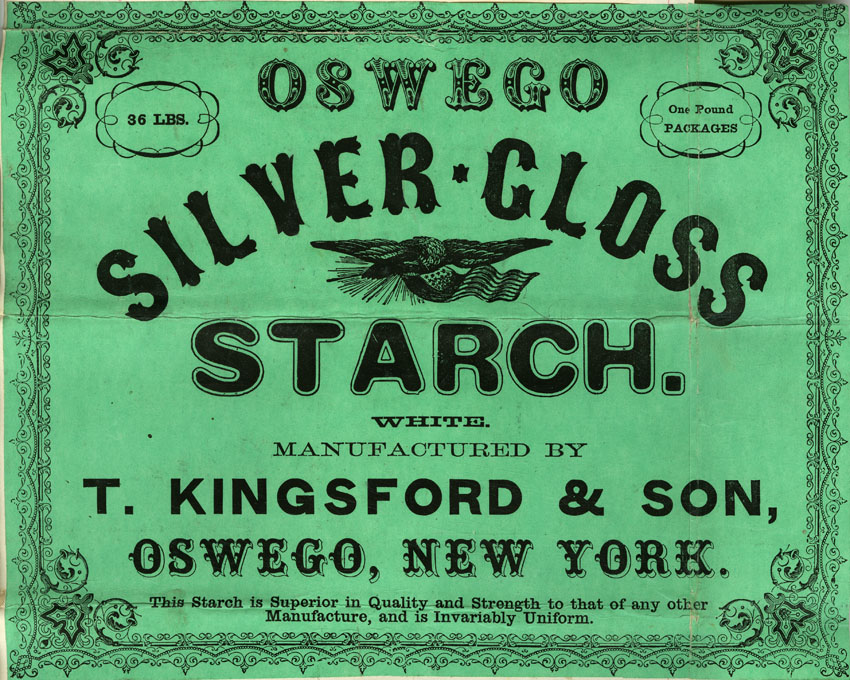 OSWEGO
36 LBS.
One Pound
PACKAGES
SILVER-GLOSS
STARCH.
WHITE.
MANUFACTURED BY
T. KINGSFORD & SON,
OSWEGO, NEW YORK.
This Starch is Superior in Quality and Strength to that of any other
Manufacture, and is Invariably Uniform.